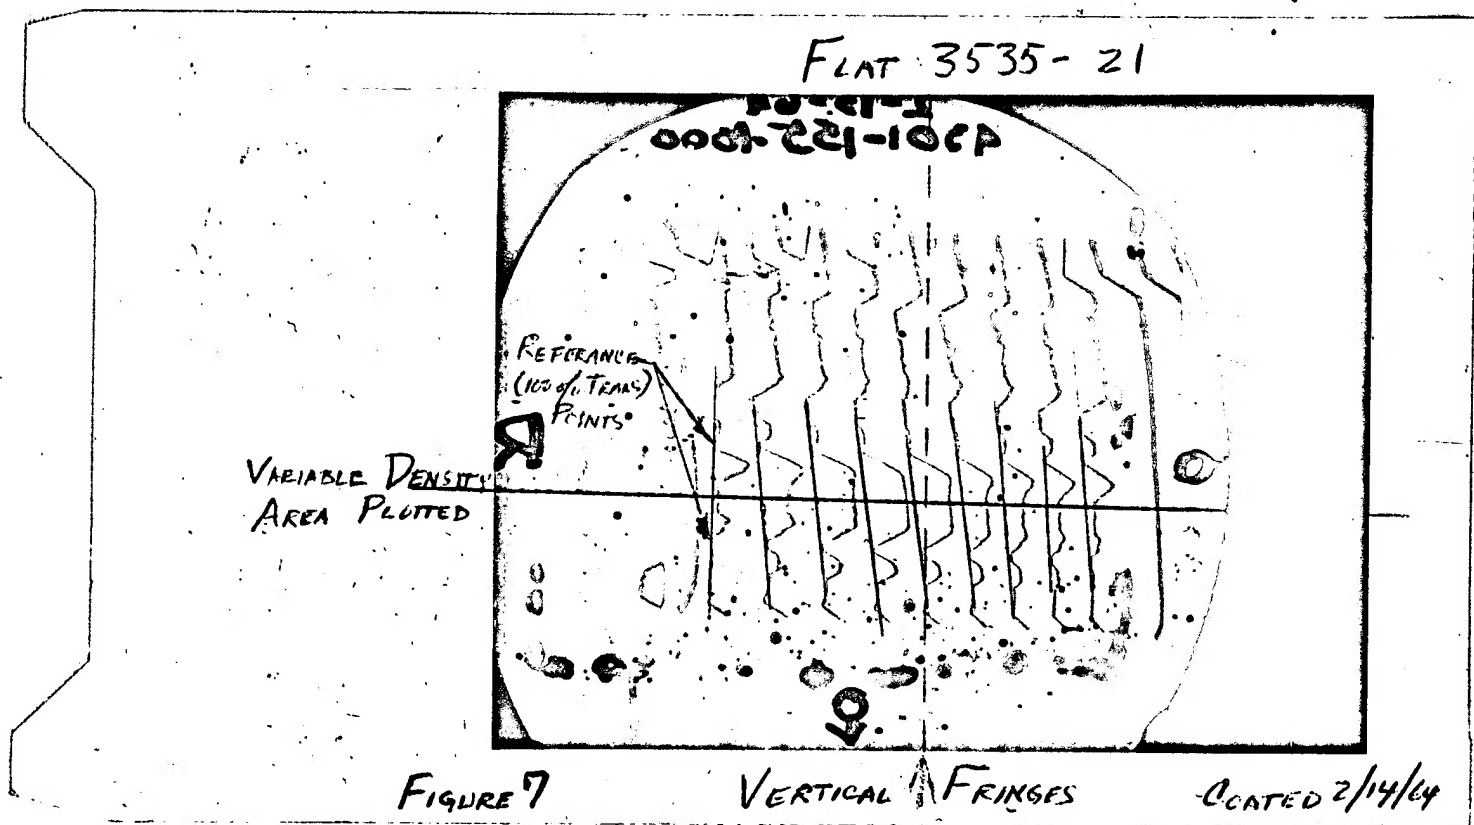 FLAT 3535-21
REFERANCE
(100% TRANS)
POINTS
VARIABLE DENSITY
AREA PLOTTED
FIGURE 7
VERTICAL FRINGES
COATED 2/14/64